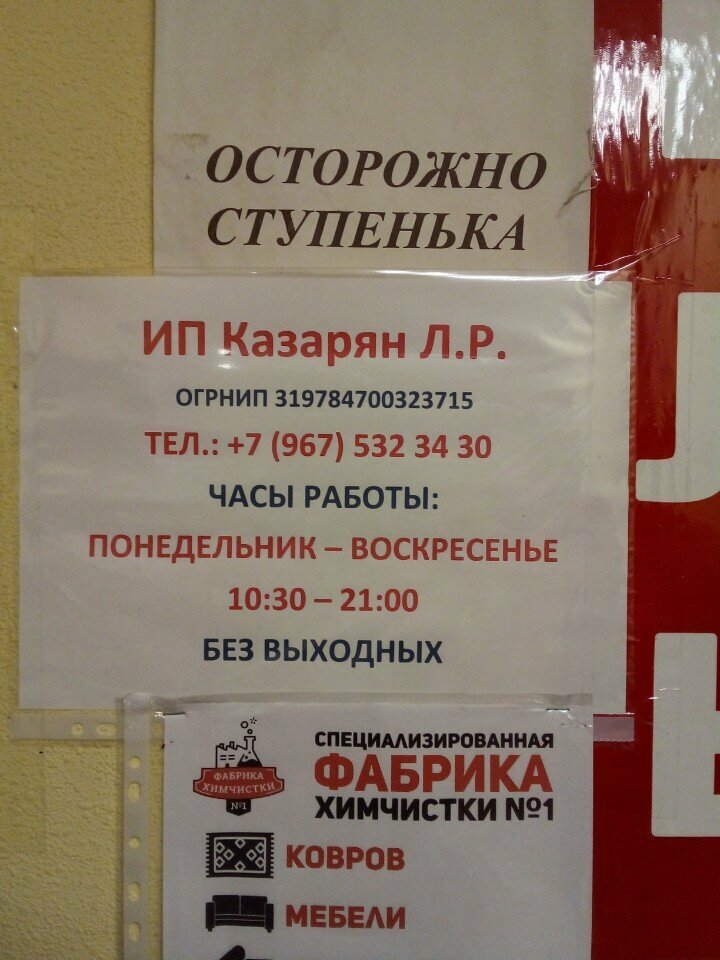 ОСТОРОЖНО
СТУПЕНЬКА
ИП Казарян Л.Р.
ОГРНИП 319784700323715
ТЕЛ.: +7 (967) 532 34 30
ЧАСЫ РАБОТЫ:
ПОНЕДЕЛЬНИК – ВОСКРЕСЕНЬЕ
10:30 – 21:00
БЕЗ ВЫХОДНЫХ
ФАБРИКА
ХИМЧИСТКИ
№1
СПЕЦИАЛИЗИРОВАННАЯ
ФАБРИКА
ХИМЧИСТКИ №1
КОВРОВ
МЕБЕЛИ